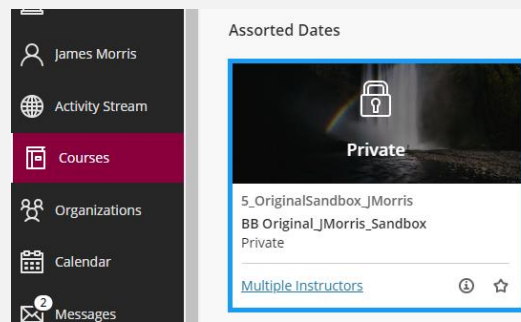 James Morris
Activity Stream
Courses
Organizations
Calendar
2
Messages
Assorted Dates
Private
5_OriginalSandbox_JMorris
BB Original_JMorris_Sandbox
Private
Multiple Instructors